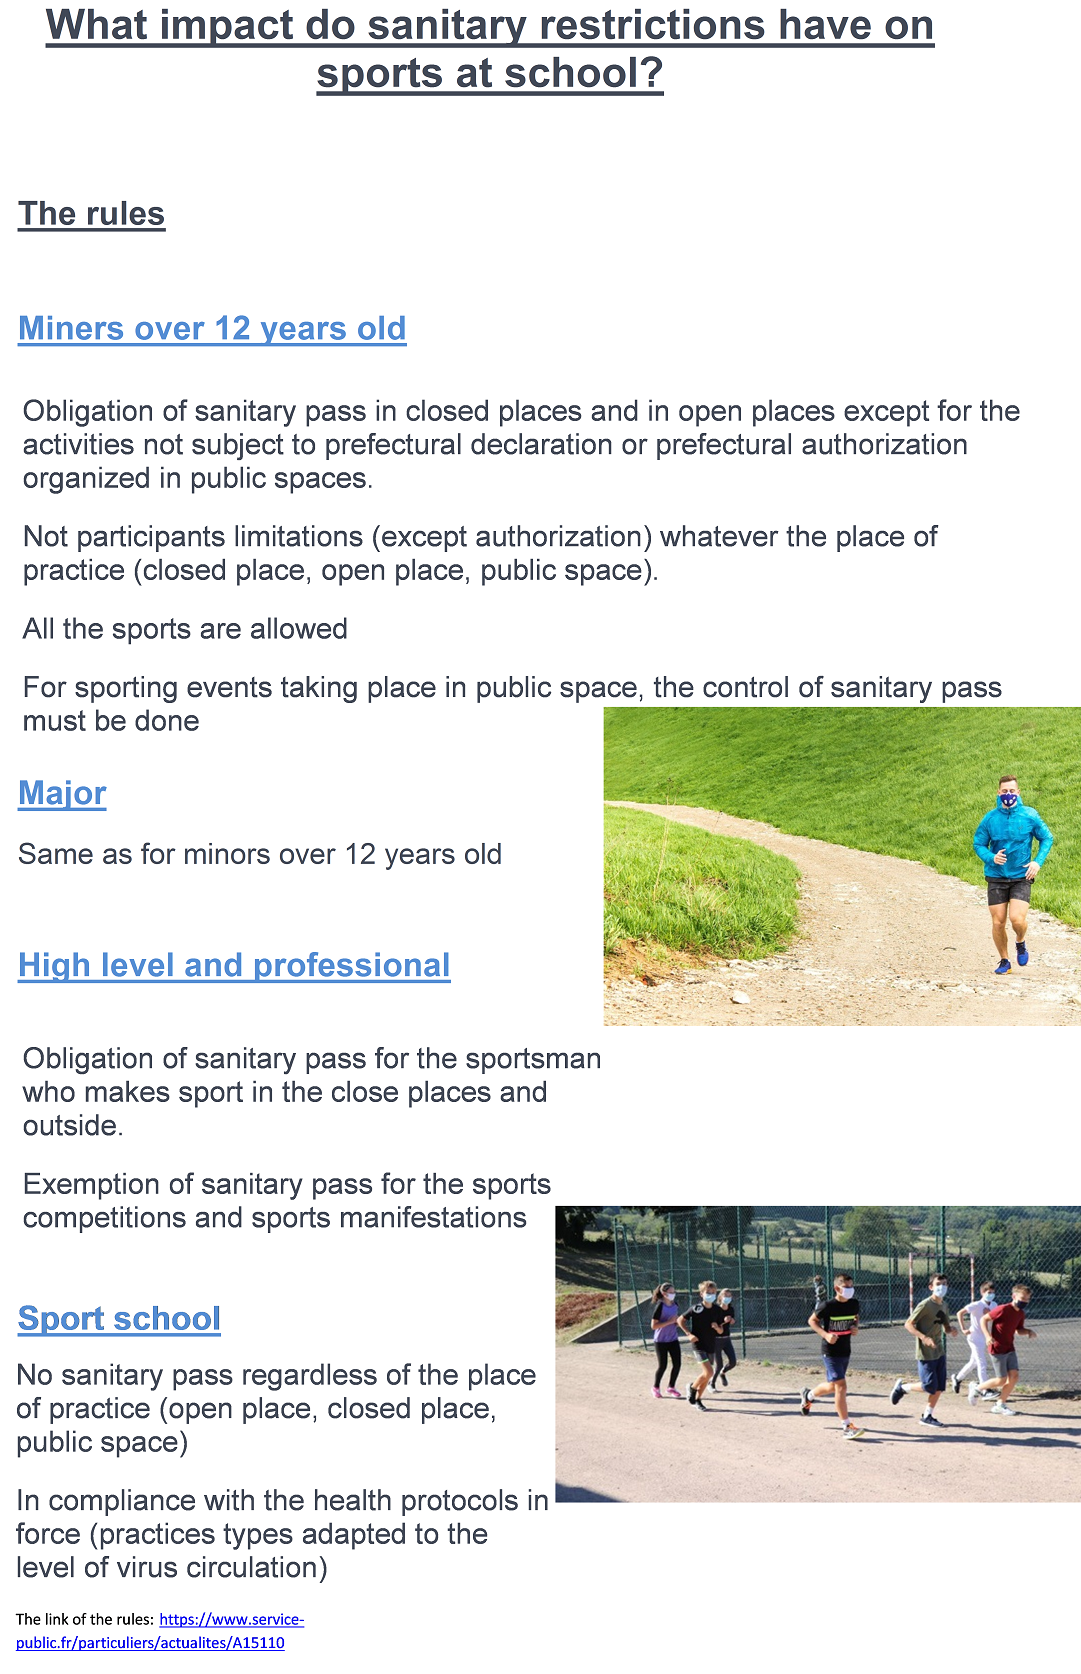 What impact do sanitary restrictions have on
sports at school?
The rules
Miners over 12 years old
Obligation of sanitary pass in closed places and in open places except for the
activities not subject to prefectural declaration or prefectural authorization
organized in public spaces.
Not participants limitations (except authorization) whatever the place of
practice (closed place, open place, public space).
All the sports are allowed
For sporting events taking place in public space, the control of sanitary pass
must be done
Major
Same as for minors over 12 years old
High level and professional
Obligation of sanitary pass for the sportsman
who makes sport in the close places and
outside.
Exemption of sanitary pass for the sports
competitions and sports manifestations
Sport school
No sanitary pass regardless of the place
of practice (open place, closed place,
public space)
In compliance with the health protocols in
force (practices types adapted to the
level of virus circulation)
The link of the rules: https://www.service-
public.fr/particuliers/actualites/A15110